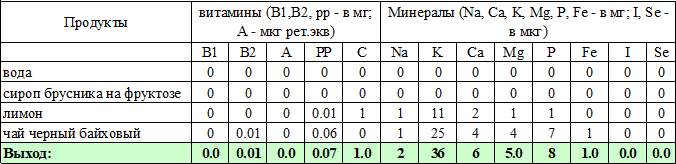 Продукты витамины (B1,B2, рр - в мг; Минералы (Na, Ca, K, Mg, P, Fe - в мг; I, Se -
А - мкг рет.экв) в мкг)
B1 B2 A PP C Na K Ca Mg P Fe I Se
вода 0 0 0 0 0 0 0 0 0 0 0 0 0
сироп брусника на фруктозе 0 0 0 0 0 0 0 0 0 0 0 0 0
лимон 0 0 0 0.01 1 1 11 2 1 1 0 0 0
чай черный байховый 0 0.01 0 0.06 0 1 25 4 4 7 1 0 0
Выход: 0.0 0.01 0.0 0.07 1.0 2 36 6 5.0 8 1.0 0.0 0.0